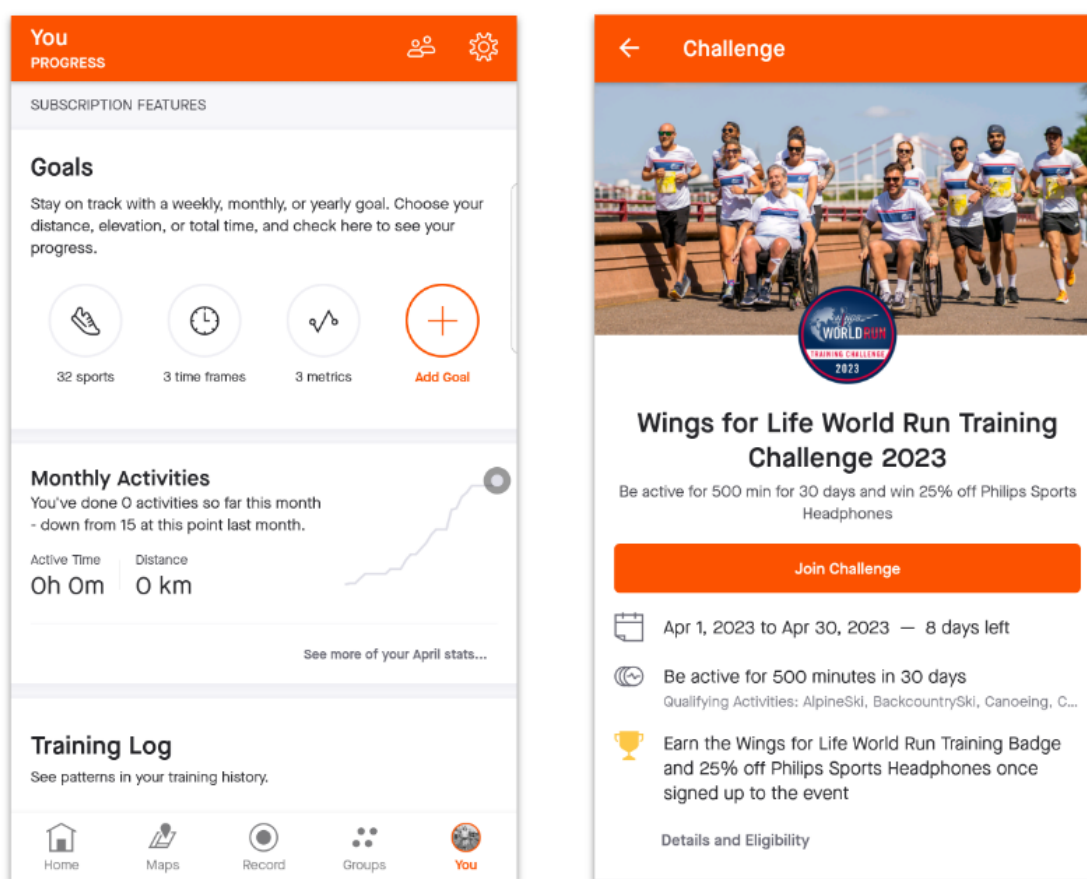 You
PROGRESS
SUBSCRIPTION FEATURES
Goals
Stay on track with a weekly, monthly, or yearly goal. Choose your
distance, elevation, or total time, and check here to see your
progress.
32 sports
3 time frames
3 metrics
Add Goal
Monthly Activities
You've done 0 activities so far this month
- down from 15 at this point last month.
Active Time
Distance
0h 0m
0 km
See more of your April stats...
Training Log
See patterns in your training history.
Home
Maps
Record
Groups
You
Challenge
WINGS
WORLD RUN
TRAINING CHALLENGE
2023
Wings for Life World Run Training
Challenge 2023
Be active for 500 min for 30 days and win 25% off Philips Sports
Headphones
Join Challenge
Apr 1, 2023 to Apr 30, 2023 — 8 days left
Be active for 500 minutes in 30 days
Qualifying Activities: AlpineSki, BackcountrySki, Canoeing, C...
Earn the Wings for Life World Run Training Badge
and 25% off Philips Sports Headphones once
signed up to the event
Details and Eligibility